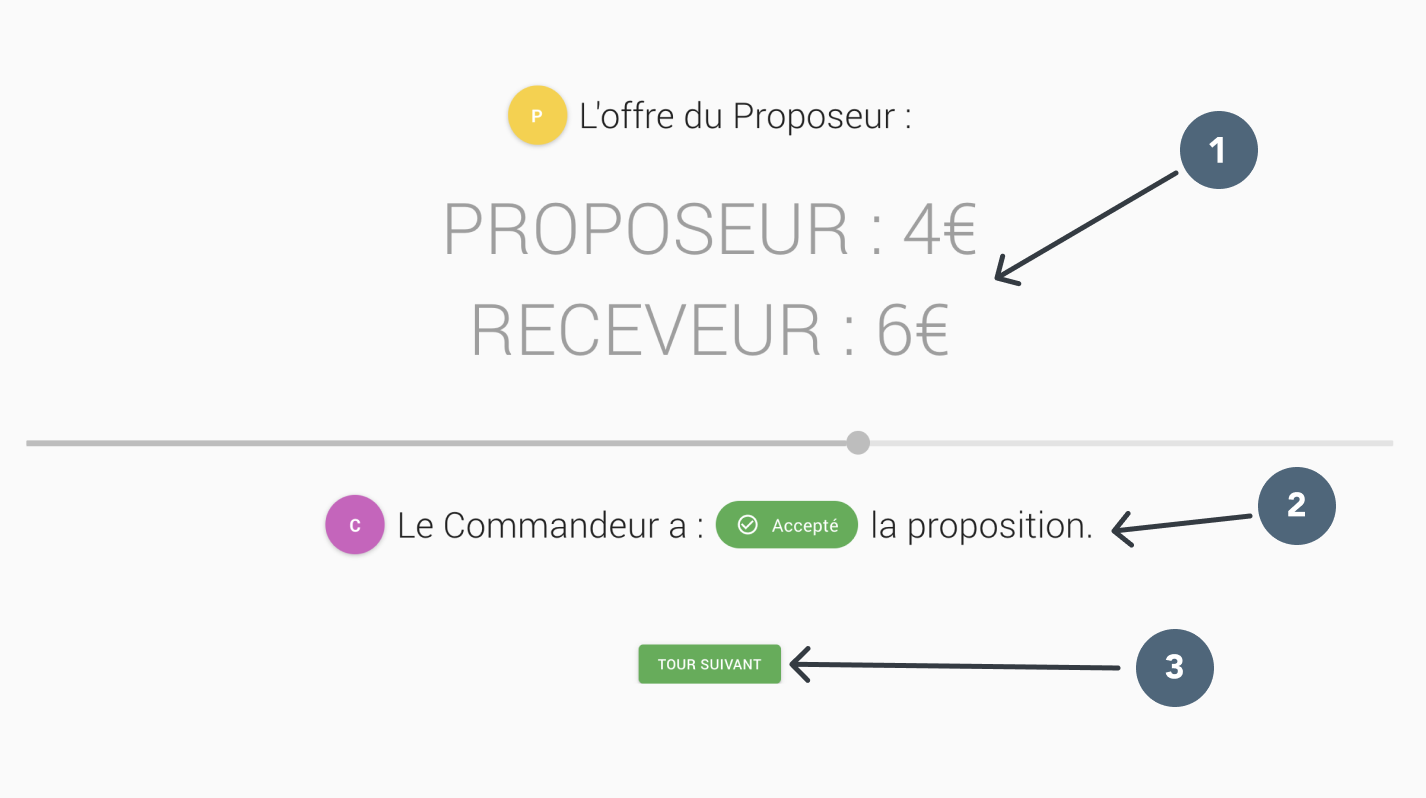 P L'offre du Proposeur :
1
PROPOSEUR : 4€
RECEVEUR : 6€
C Le Commandeur a : Accepté la proposition.
2
TOUR SUIVANT
3